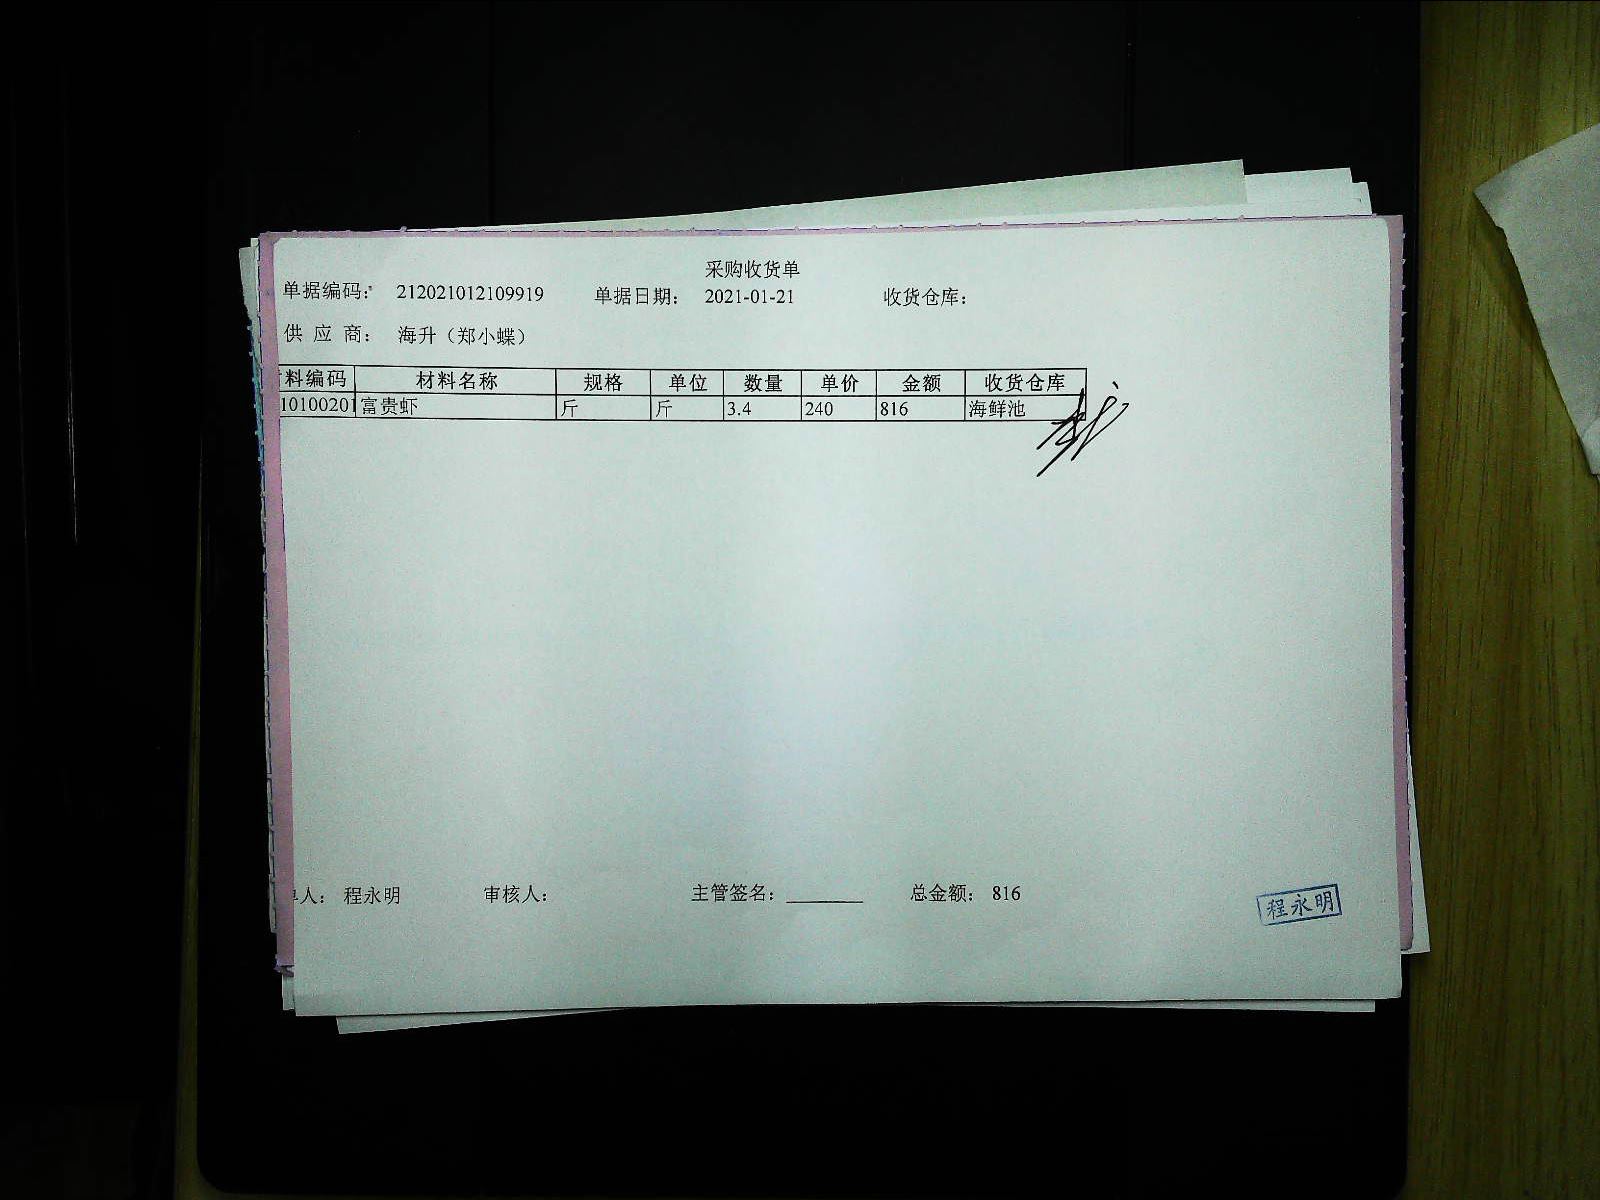 采购收货单
单据编码： 212021012109919 单据日期： 2021-01-21 收货仓库：
供 应 商： 海升（郑小蝶）
料编码 材料名称 规格 单位 数量 单价 金额 收货仓库
10100201 富贵虾 斤 斤 3.4 240 816 海鲜池
单人： 程永明 审核人： 主管签名：________ 总金额： 816
程永明